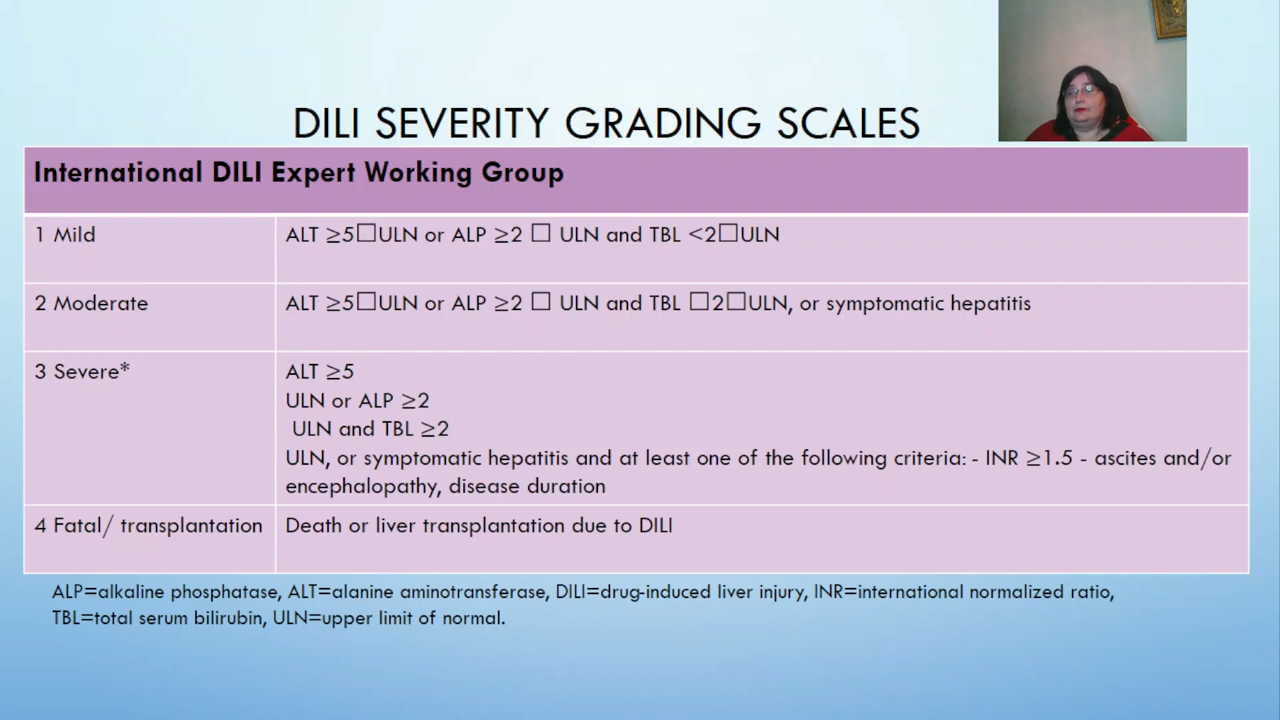 DILI SEVERITY GRADING SCALES
International DILI Expert Working Group
1 Mild
ALT ≥5□ULN or ALP ≥2 □ ULN and TBL <2□ULN
2 Moderate
ALT ≥5□ULN or ALP ≥2 □ ULN and TBL □2□ULN, or symptomatic hepatitis
3 Severe*
ALT ≥5
ULN or ALP ≥2
ULN and TBL ≥2
ULN, or symptomatic hepatitis and at least one of the following criteria: - INR ≥1.5 - ascites and/or
encephalopathy, disease duration
4 Fatal/ transplantation
Death or liver transplantation due to DILI
ALP=alkaline phosphatase, ALT=alanine aminotransferase, DILI=drug-induced liver injury, INR=international normalized ratio,
TBL=total serum bilirubin, ULN=upper limit of normal.